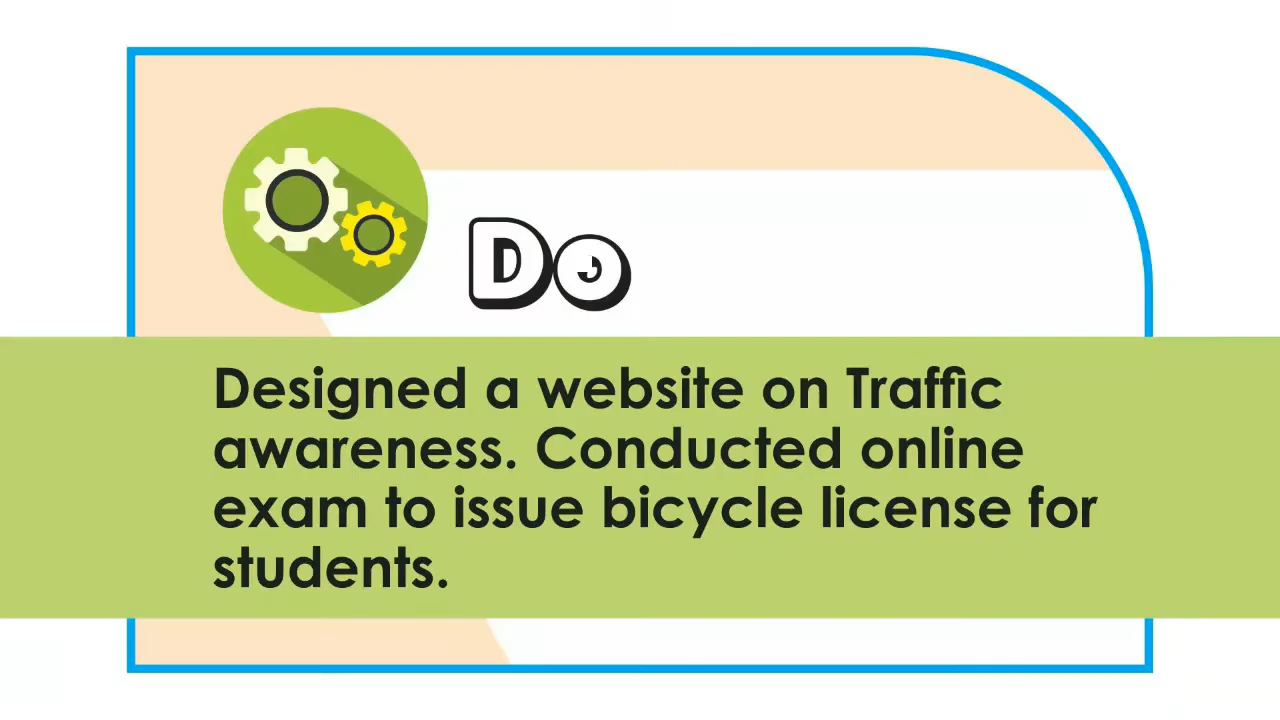 Do
Designed a website on Traffic
awareness. Conducted online
exam to issue bicycle license for
students.